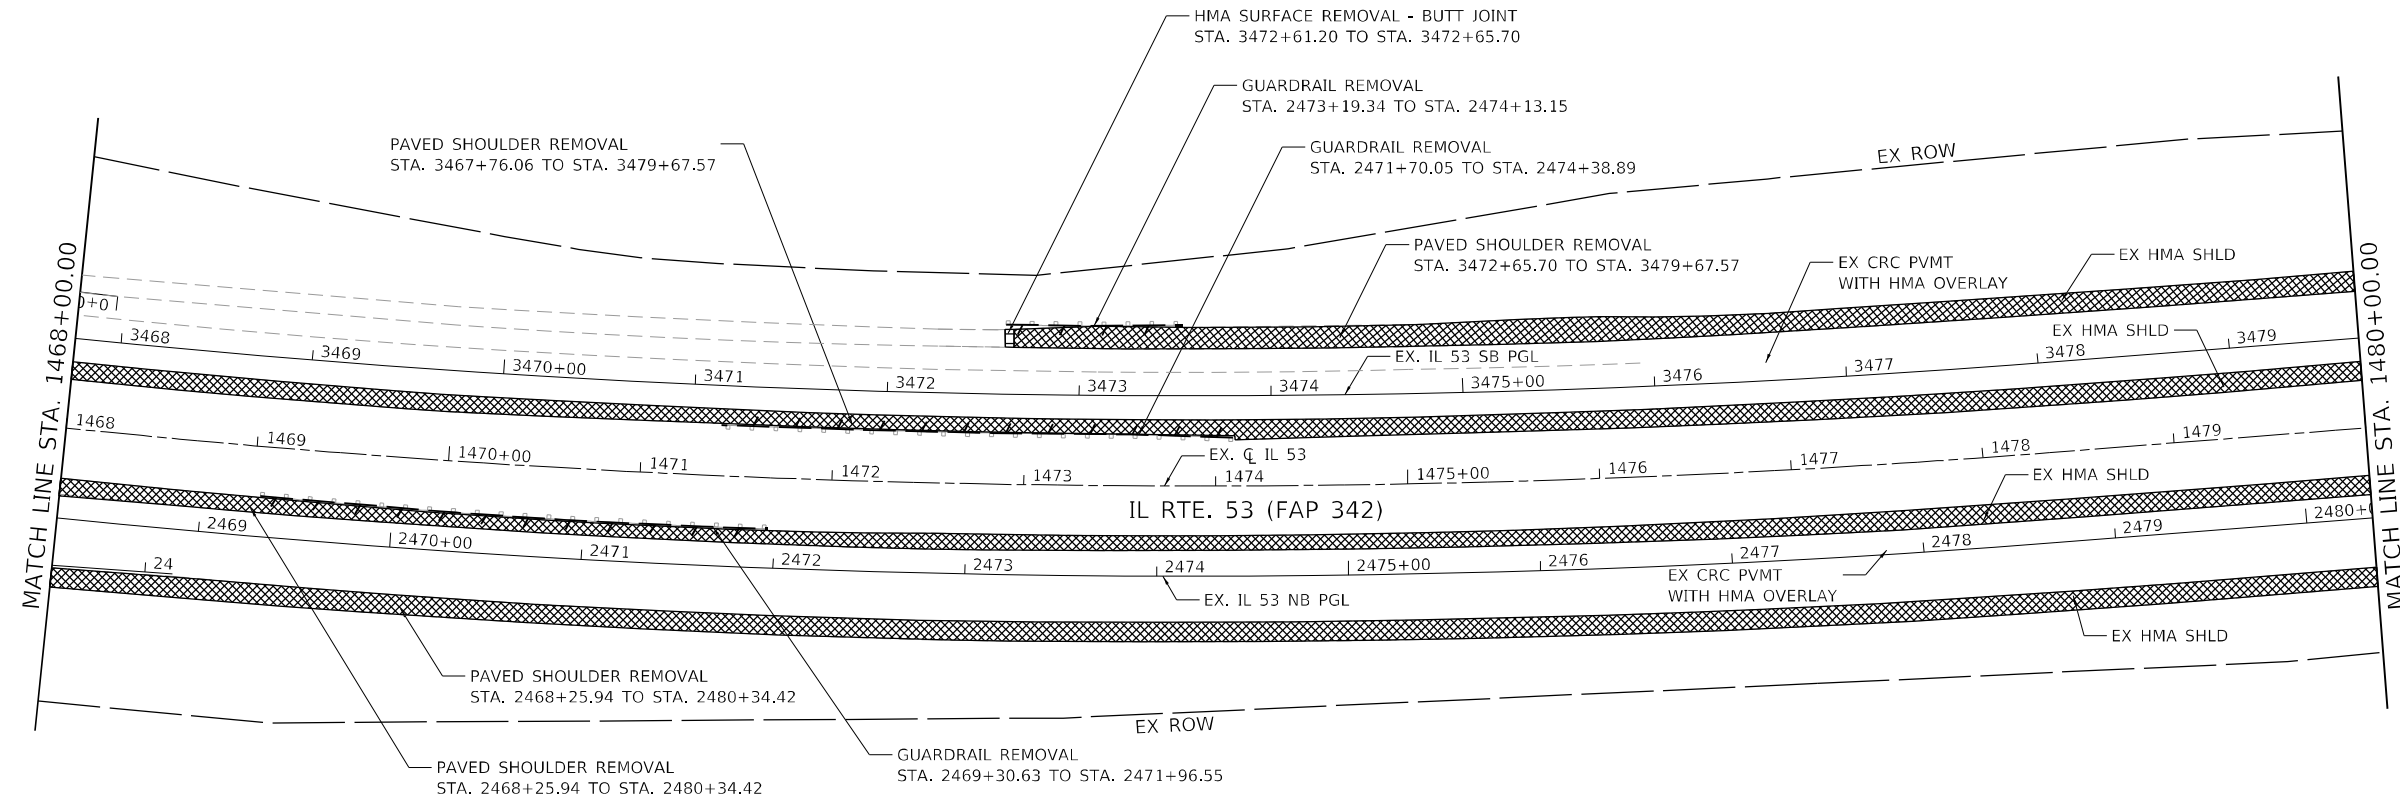 HMA SURFACE REMOVAL - BUTT JOINT
STA. 3472+61.20 TO STA. 3472+65.70
GUARDRAIL REMOVAL
STA. 2473+19.34 TO STA. 2474+13.15
PAVED SHOULDER REMOVAL
STA. 3467+76.06 TO STA. 3479+67.57
GUARDRAIL REMOVAL
STA. 2471+70.05 TO STA. 2474+38.89
EX ROW
PAVED SHOULDER REMOVAL
STA. 3472+65.70 TO STA. 3479+67.57
EX CRC PVMT
WITH HMA OVERLAY
EX HMA SHLD
EX HMA SHLD
MATCH LINE STA. 1468+00.00
MATCH LINE STA. 1480+00.00
3468
3469
3470+00
3471
3472
3473
3474
3475+00
3476
3477
3478
3479
EX. IL 53 SB PGL
1468
1469
1470+00
1471
1472
1473
1474
1475+00
1476
1477
1478
1479
EX. ℄ IL 53
IL RTE. 53 (FAP 342)
EX HMA SHLD
2469
2470+00
2471
2472
2473
2474
2475+00
2476
2477
2478
2479
24
EX CRC PVMT
WITH HMA OVERLAY
EX. IL 53 NB PGL
EX HMA SHLD
PAVED SHOULDER REMOVAL
STA. 2468+25.94 TO STA. 2480+34.42
EX ROW
GUARDRAIL REMOVAL
STA. 2469+30.63 TO STA. 2471+96.55
PAVED SHOULDER REMOVAL
STA. 2468+25.94 TO STA. 2480+34.42